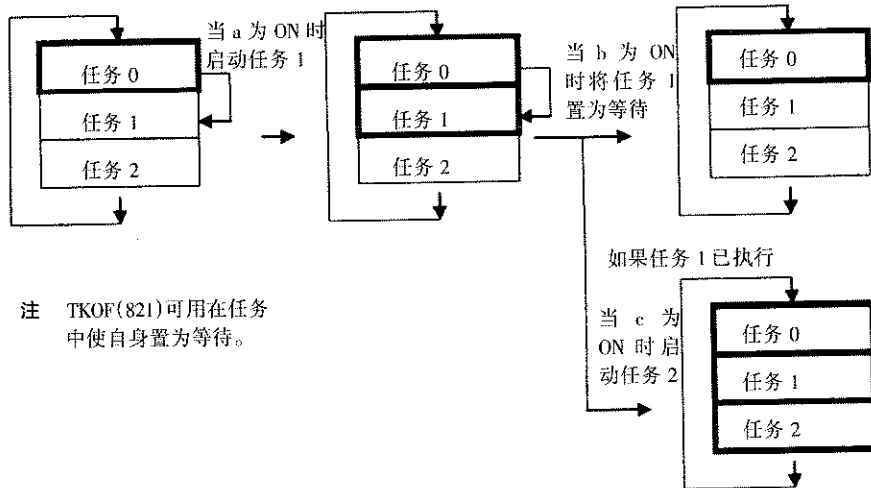 当 a 为 ON 时
启动任务 1
任务 0
任务 1
任务 2
任务 0
任务 1
任务 2
当 b 为 ON
时将任务 1
置为等待
任务 0
任务 1
任务 2
如果任务 1 已执行
当 c 为
ON 时启
动任务 2
任务 0
任务 1
任务 2
注 TKOF(821)可用在任务
中使自身置为等待。